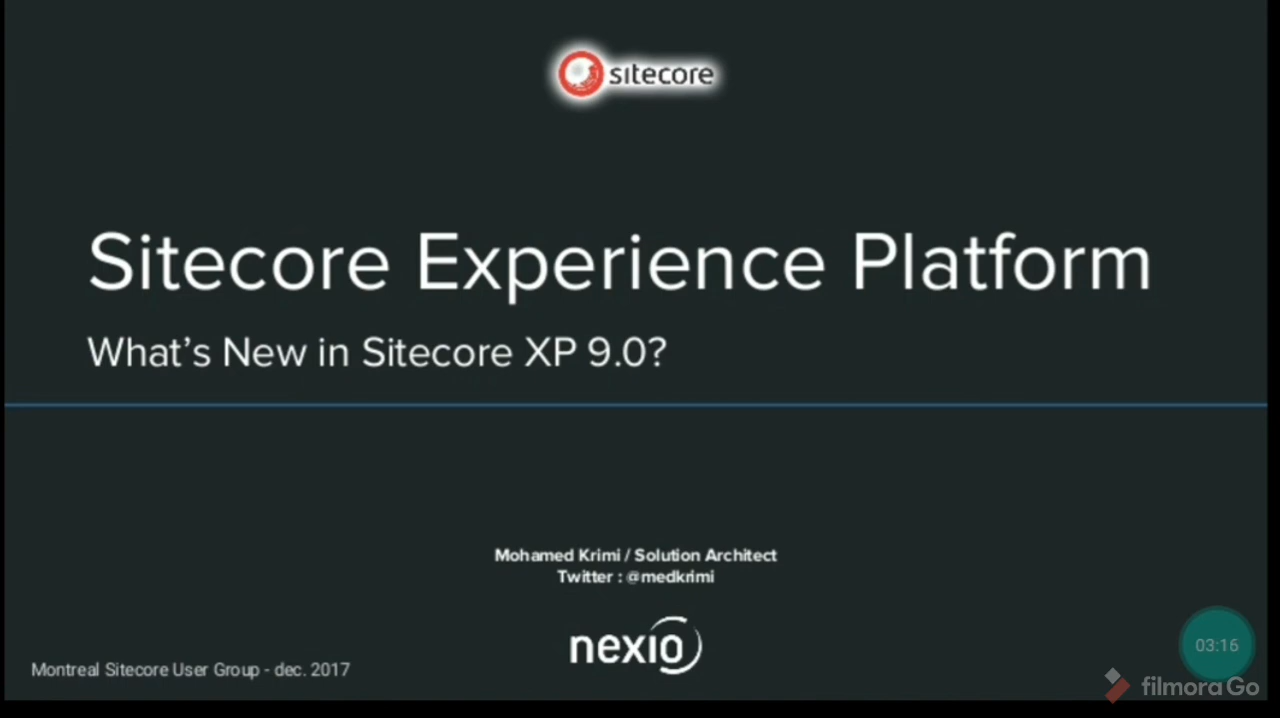 sitecore
Sitecore Experience Platform
What's New in Sitecore XP 9.0?
Mohamed Krimi / Solution Architect
Twitter : @medkrimi
nexio
Montreal Sitecore User Group - dec. 2017
03:16
filmora Go